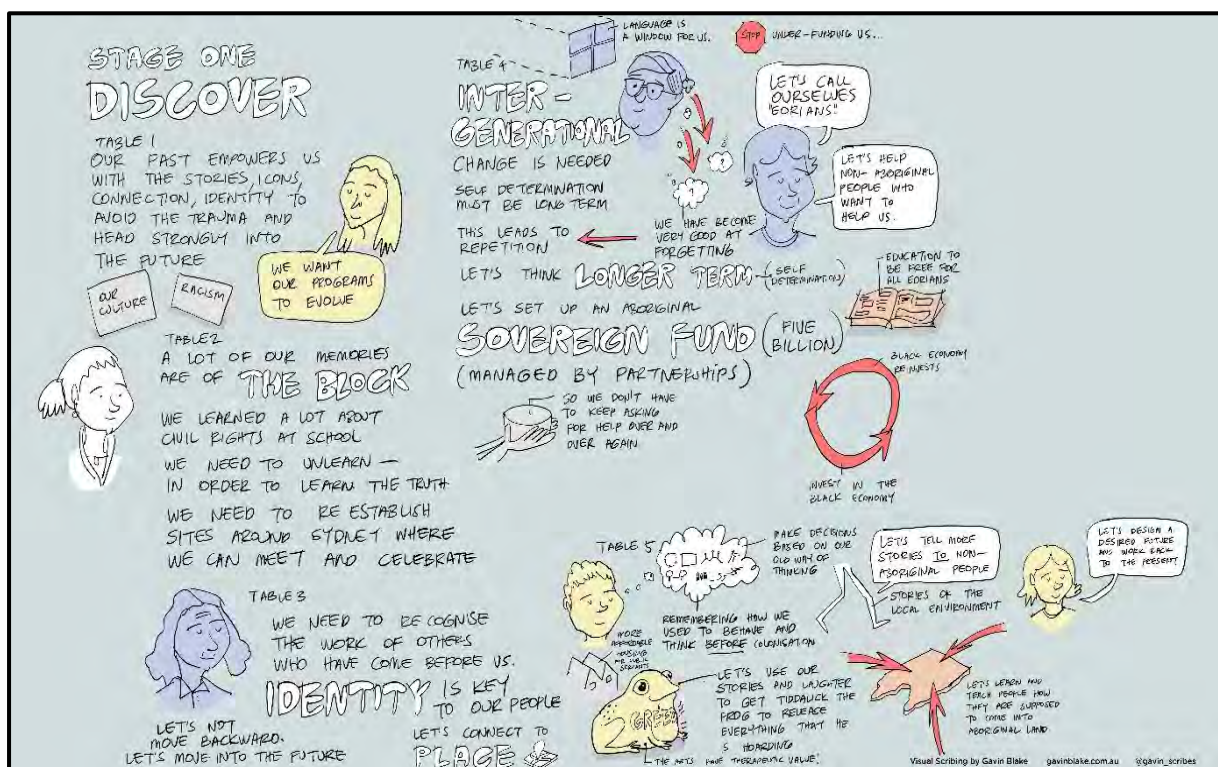 STAGE ONE
DISCOVER
TABLE 1
OUR PAST EMPOWERS US
WITH THE STORIES, ICONS,
CONNECTION, IDENTITY TO
AVOID THE TRAUMA AND
HEAD STRONGLY INTO
THE FUTURE
WE WANT
OUR PROGRAMS
TO EVOLVE
OUR
CULTURE
RACISM
TABLE 2
A LOT OF OUR MEMORIES
ARE OF THE BLOCK
WE LEARNED A LOT ABOUT
CIVIL RIGHTS AT SCHOOL
WE NEED TO UNLEARN —
IN ORDER TO LEARN THE TRUTH
WE NEED TO RE ESTABLISH
SITES AROUND SYDNEY WHERE
WE CAN MEET AND CELEBRATE
TABLE 3
WE NEED TO RECOGNISE
THE WORK OF OTHERS
WHO HAVE COME BEFORE US.
IDENTITY IS KEY
TO OUR PEOPLE
LET'S NOT
MOVE BACKWARD.
LET'S MOVE INTO THE FUTURE
LET'S CONNECT TO
PLACE
LANGUAGE IS
A WINDOW FOR US.
STOP
UNDER-FUNDING US...
TABLE 4
INTER-
GENERATIONAL
CHANGE IS NEEDED
SELF DETERMINATION
MUST BE LONG TERM
THIS LEADS TO
REPETITION
WE HAVE BECOME
VERY GOOD AT
FORGETTING
?
?
LET'S CALL
OURSELVES
"EORIANS"
LET'S HELP
NON-ABORIGINAL
PEOPLE WHO
WANT TO
HELP US.
LET'S THINK LONGER TERM (SELF
DETERMINATION)
EDUCATION TO
BE FREE FOR
ALL EORIANS
LET'S SET UP AN ABORIGINAL
SOVEREIGN FUND (FIVE
BILLION)
(MANAGED BY PARTNERSHIPS)
SO WE DON'T HAVE
TO KEEP ASKING
FOR HELP OVER AND
OVER AGAIN.
BLACK ECONOMY
REINVESTS
INVEST IN THE
BLACK ECONOMY
TABLE 5
MAKE DECISIONS
BASED ON OUR
OLD WAY OF
THINKING
REMEMBERING HOW WE
USED TO BEHAVE AND
THINK BEFORE COLONISATION
MORE
AFFORDABLE
HOUSING
FOR PUBLIC
SERVANTS
GREED
LET'S USE OUR
STORIES AND LAUGHTER
TO GET TIDDALICK THE
FROG TO RELEASE
EVERYTHING THAT HE
IS HOARDING
THE ARTS HAVE THERAPEUTIC VALUE!
LET'S TELL MORE
STORIES TO NON-
ABORIGINAL PEOPLE
STORIES OF THE
LOCAL ENVIRONMENT
LET'S DESIGN A
DESIRED FUTURE
AND WORK BACK
TO THE PRESENT
LET'S LEARN AND
TEACH PEOPLE HOW
THEY ARE SUPPOSED
TO COME INTO
ABORIGINAL LAND.
Visual Scribing by Gavin Blake gavinblake.com.au @gavin_scribes